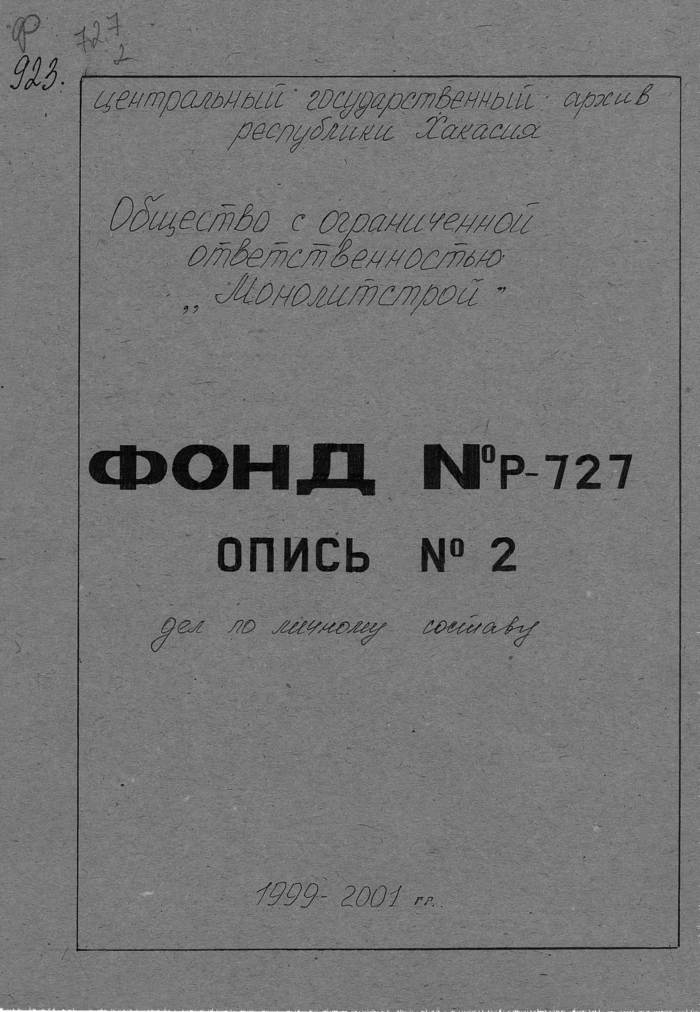 ф 727
2
923.
центральный государственный архив
республики Хакасия
Общество с ограниченной
ответственностью
„Монолитстрой"
ФОНД №Р-727
ОПИСЬ № 2
дел по личному составу
1999-2001 гг.